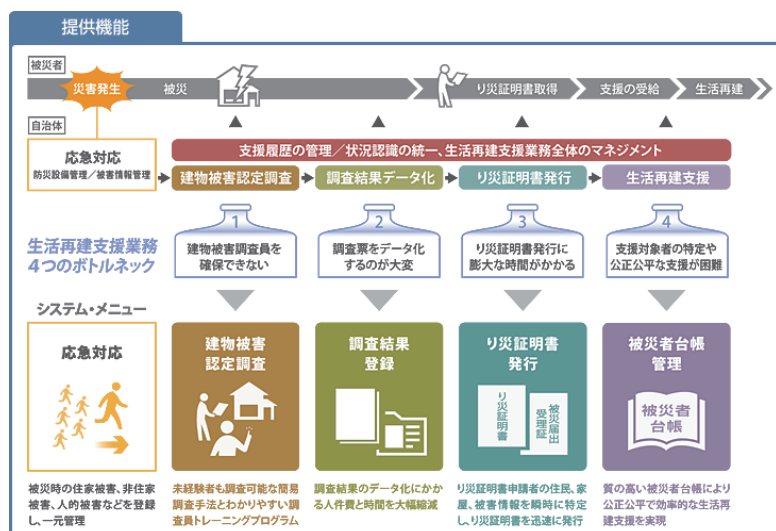 提供機能
被災者
災害発生
被災
り災証明書取得
支援の受給
生活再建
自治体
応急対応
防災設備管理／被害情報管理
支援履歴の管理／状況認識の統一、生活再建支援業務全体のマネジメント
建物被害認定調査
調査結果データ化
り災証明書発行
生活再建支援
生活再建支援業務
4つのボトルネック
1
建物被害調査員を
確保できない
2
調査票をデータ化
するのが大変
3
り災証明書発行に
膨大な時間がかかる
4
支援対象者の特定や
公正公平な支援が困難
システム・メニュー
応急対応
建物被害
認定調査
調査結果
登録
り災証明書
発行
り災証明書
被災届出
受理証
被災者台帳
管理
被災者
台帳
被災時の住家被害、非住家
被害、人的被害などを登録
し、一元管理
未経験者も調査可能な簡易
調査手法とわかりやすい調
査員トレーニングプログラム
調査結果のデータ化にかか
る人件費と時間を大幅縮減
り災証明書申請者の住民、家
屋、被害情報を瞬時に特定
し、り災証明書を迅速に発行
質の高い被災者台帳により
公正公平で効率的な生活再
建支援を実現